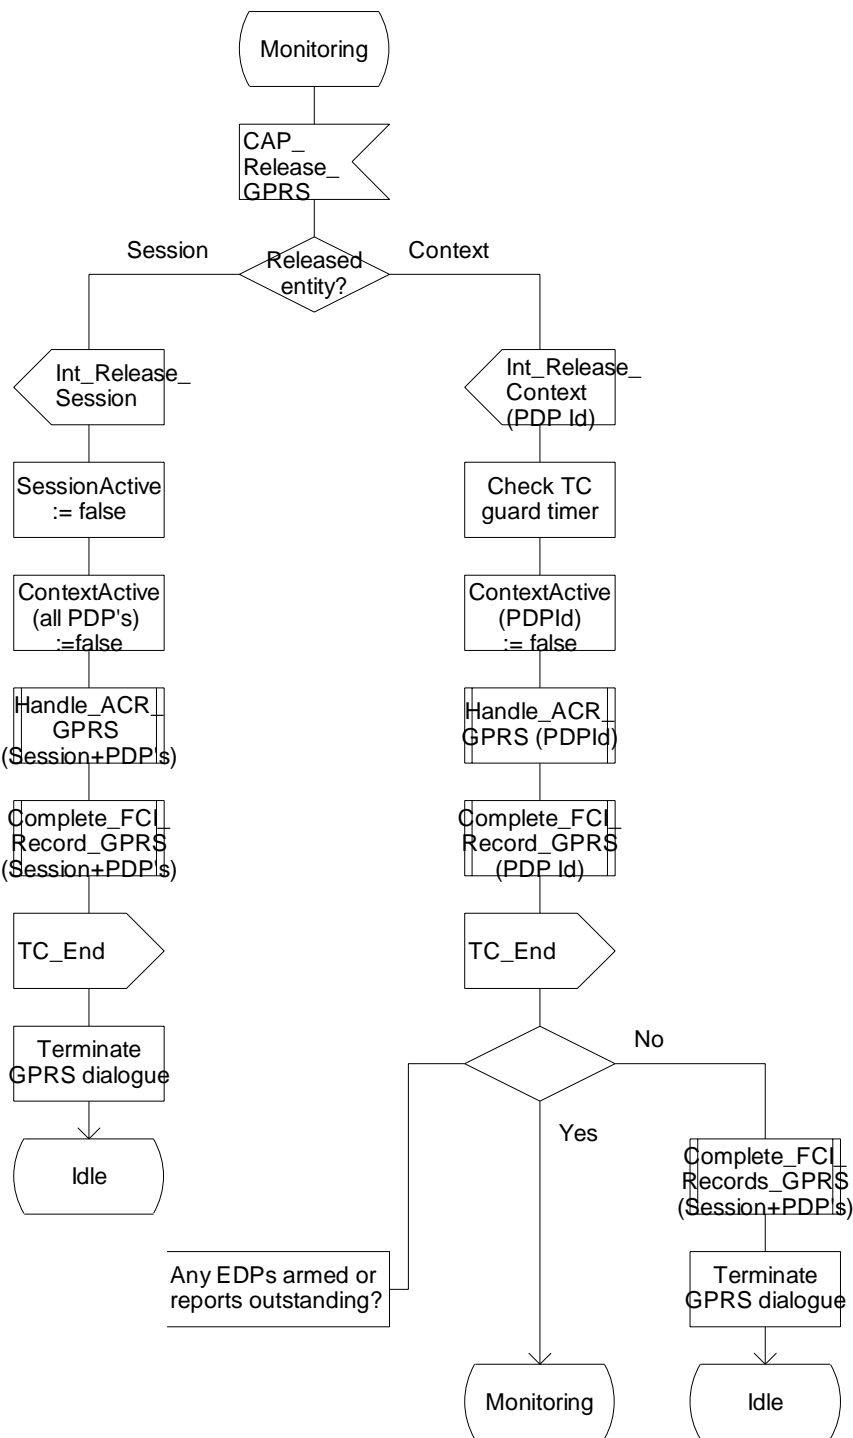 Monitoring
CAP_
Release_
GPRS
Session
Released
entity?
Context
Int_Release_
Session
Int_Release_
Context
(PDP Id)
SessionActive
:= false
Check TC
guard timer
ContextActive
(all PDP's)
:=false
ContextActive
(PDPId)
:= false
Handle_ACR_
GPRS
(Session+PDP's)
Handle_ACR_
GPRS (PDPId)
Complete_FCI_
Record_GPRS
(Session+PDP's)
Complete_FCI_
Record_GPRS
(PDP Id)
TC_End
TC_End
Terminate
GPRS dialogue
No
Yes
Idle
Complete_FCI_
Records_GPRS
(Session+PDP's)
Any EDPs armed or
reports outstanding?
Terminate
GPRS dialogue
Monitoring
Idle